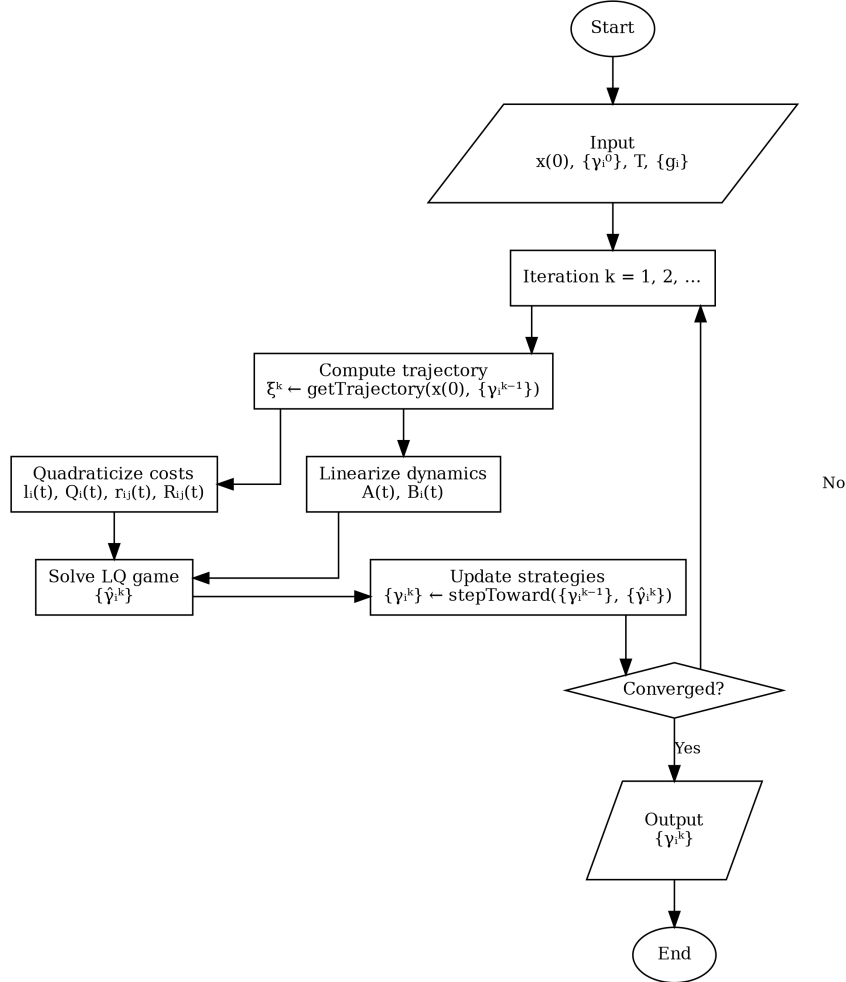 Start
Input
x(0), {γᵢ⁰}, T, {gᵢ}
Iteration k = 1, 2, …
Compute trajectory
ξᵏ ← getTrajectory(x(0), {γᵢᵏ⁻¹})
Quadraticize costs
lᵢ(t), Qᵢ(t), rᵢⱼ(t), Rᵢⱼ(t)
Linearize dynamics
A(t), Bᵢ(t)
No
Solve LQ game
{γ̂ᵢᵏ}
Update strategies
{γᵢᵏ} ← stepToward({γᵢᵏ⁻¹}, {γ̂ᵢᵏ})
Converged?
Yes
Output
{γᵢᵏ}
End